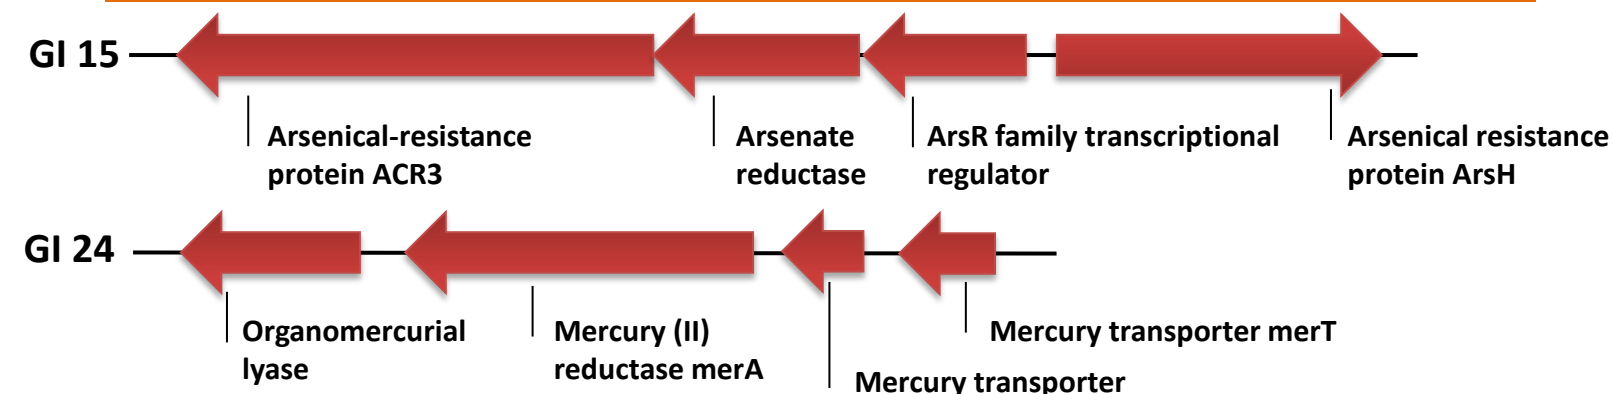 GI 15
Arsenical-resistance
protein ACR3
Arsenate
reductase
ArsR family transcriptional
regulator
Arsenical resistance
protein ArsH
GI 24
Organomercurial
lyase
Mercury (II)
reductase merA
Mercury transporter
Mercury transporter merT